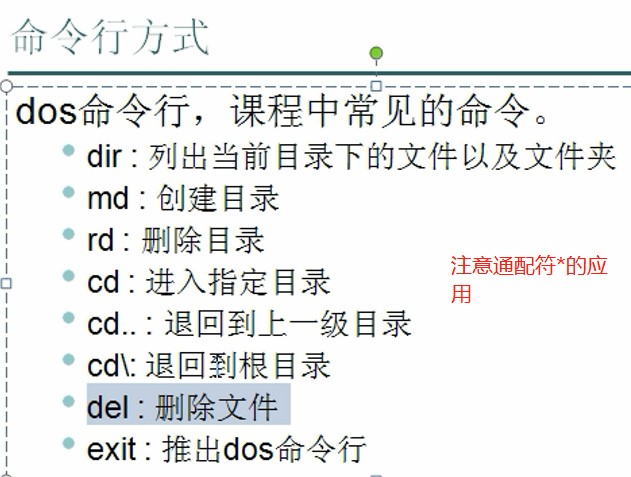 命令行方式
dos命令行，课程中常见的命令。
dir : 列出当前目录下的文件以及文件夹
md : 创建目录
rd : 删除目录
cd : 进入指定目录
cd.. : 退回到上一级目录
cd\: 退回到根目录
del : 删除文件
exit : 推出dos命令行
注意通配符*的应
用